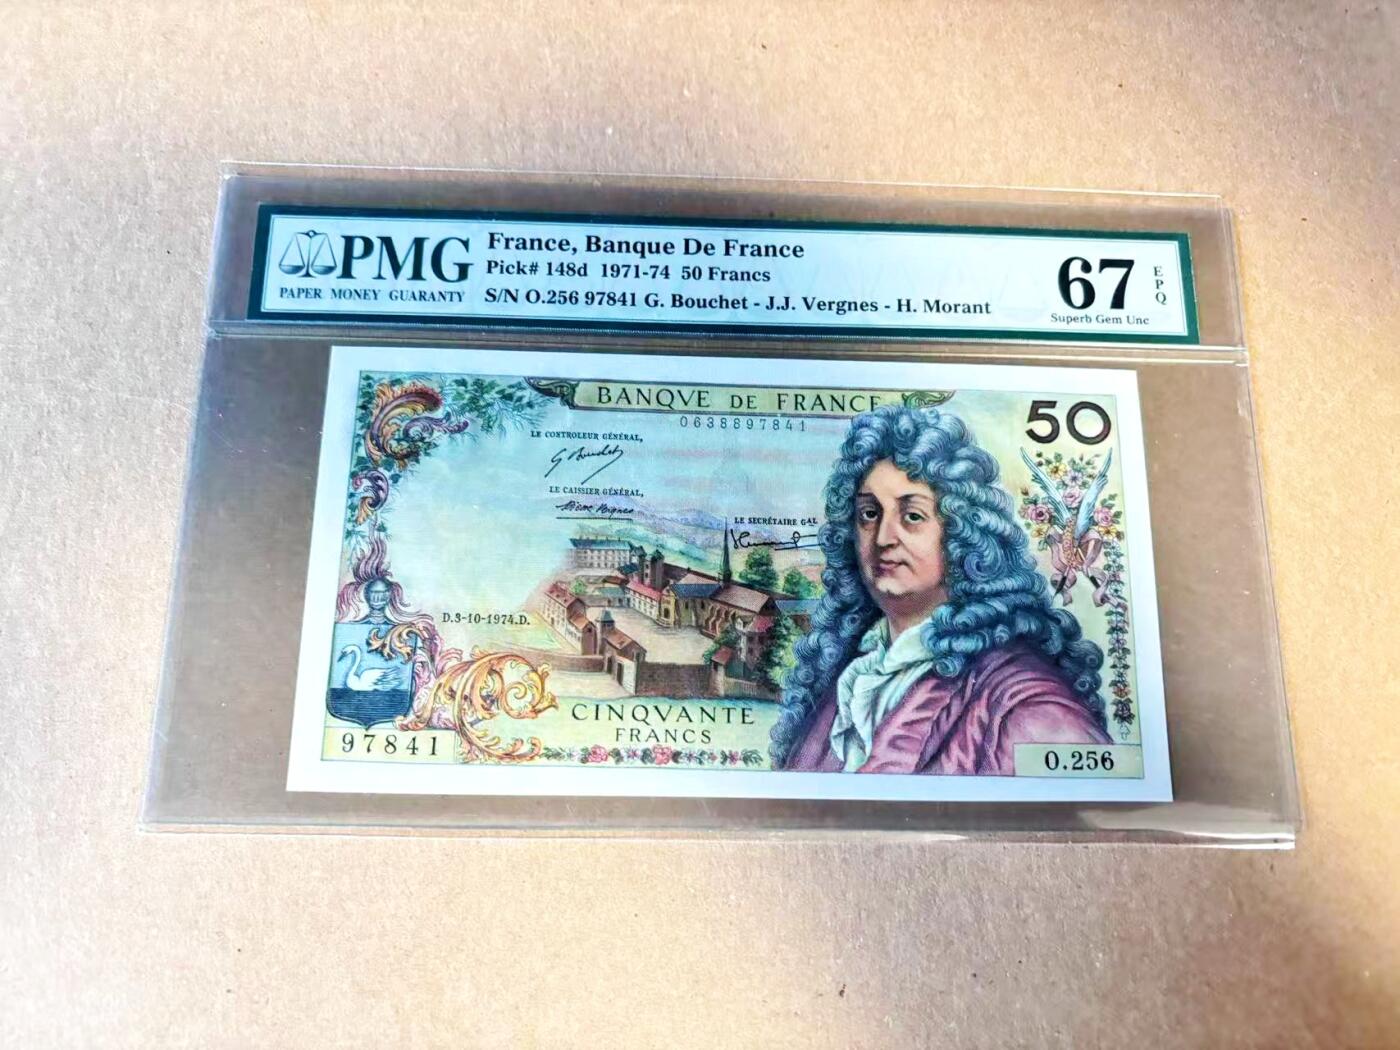 PMG
PAPER MONEY GUARANTY
France, Banque De France
Pick# 148d 1971-74 50 Francs
S/N O.256 97841 G. Bouchet - J.J. Vergnes - H. Morant
67
EPQ
Superb Gem Unc
BANQVE DE FRANCE
0638897841
50
LE CONTROLEUR GÉNÉRAL,
G Bouchet
LE CAISSIER GÉNÉRAL,
LE SECRÉTAIRE GAL
D.3-10-1974.D.
CINQVANTE
FRANCS
97841
O.256